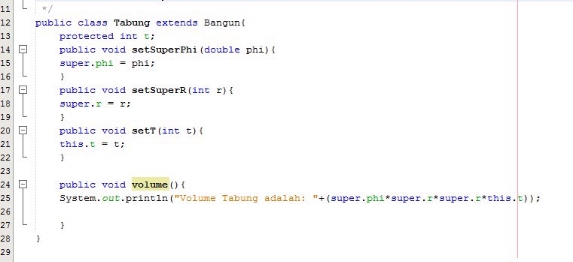 11 */
12 public class Tabung extends Bangun{
13 protected int t;
14 public void setSuperPhi(double phi){
15 super.phi = phi;
16 }
17 public void setSuperR(int r){
18 super.r = r;
19 }
20 public void setT(int t){
21 this.t = t;
22 }
23
24 public void volume(){
25 System.out.println("Volume Tabung adalah: "+(super.phi*super.r*super.r*this.t));
26
27 }
28 }
29